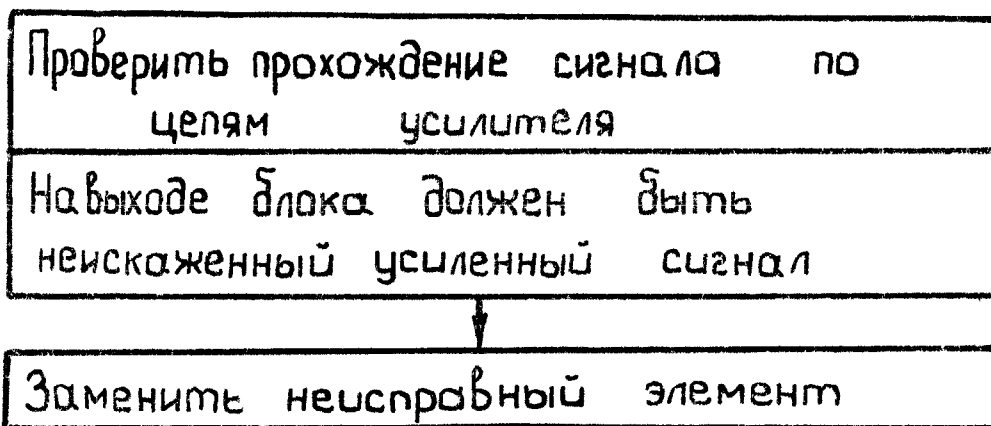 Проверить прохождение сигнала по
цепям усилителя
На выходе блока должен быть
неискаженный усиленный сигнал
Заменить неисправный элемент